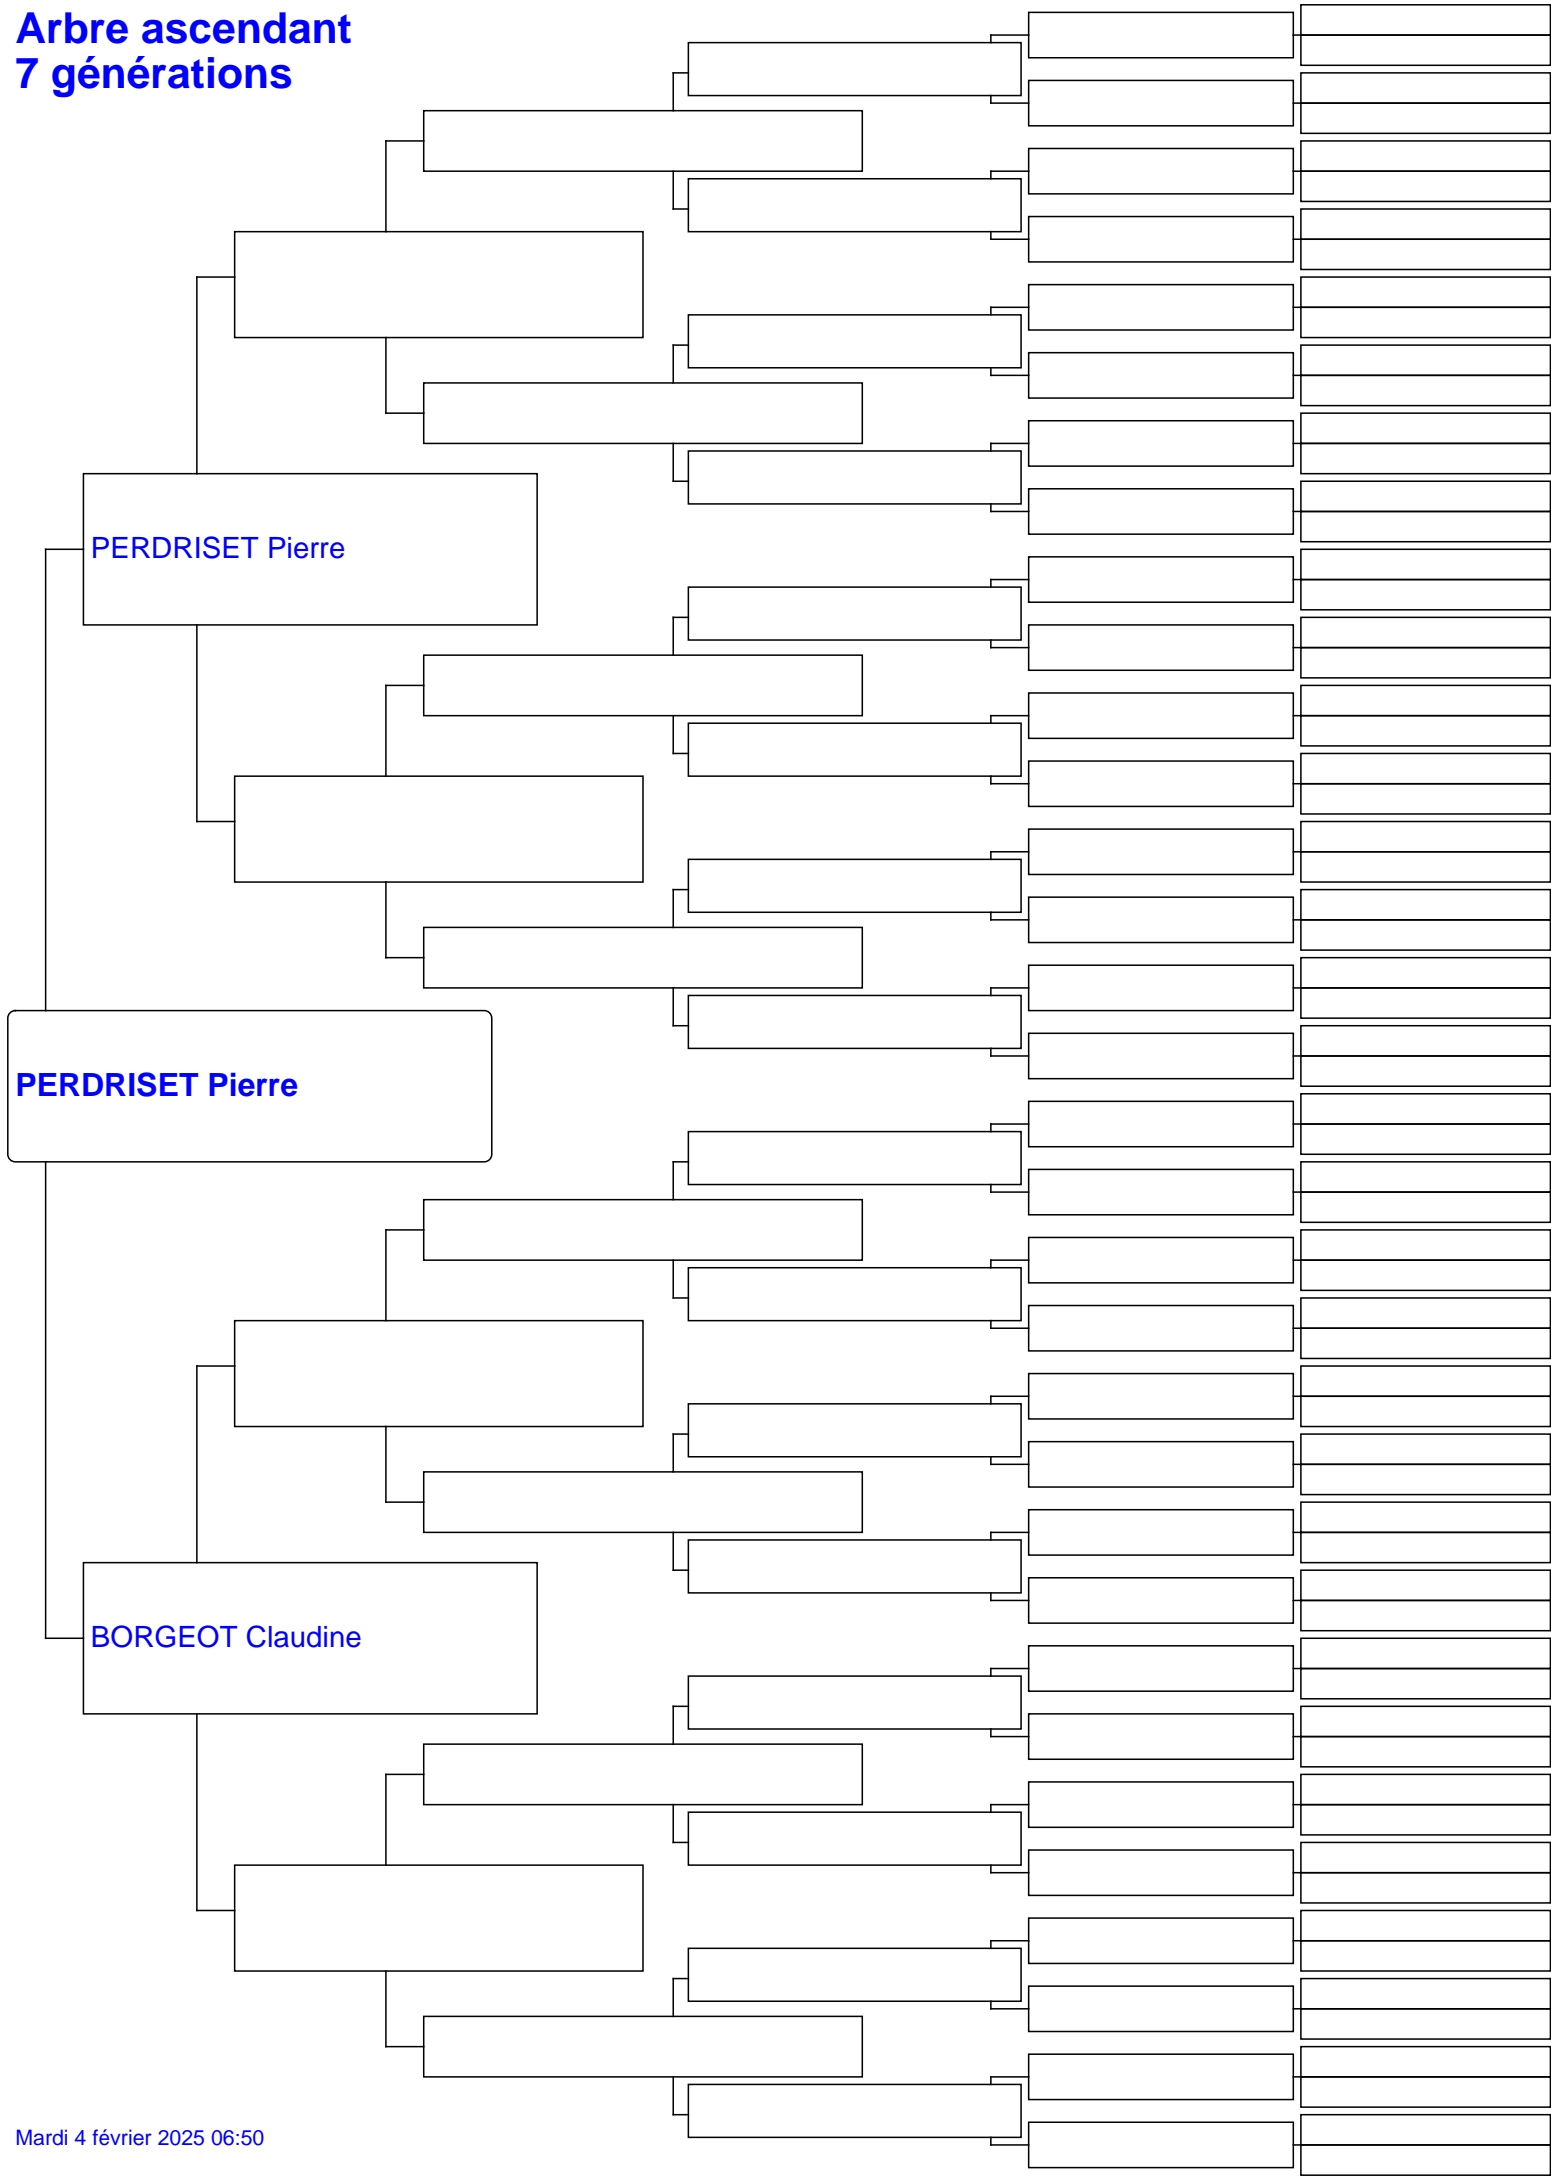 Arbre ascendant
7 générations
PERDRISET Pierre
PERDRISET Pierre
BORGEOT Claudine
Mardi 4 février 2025 06:50